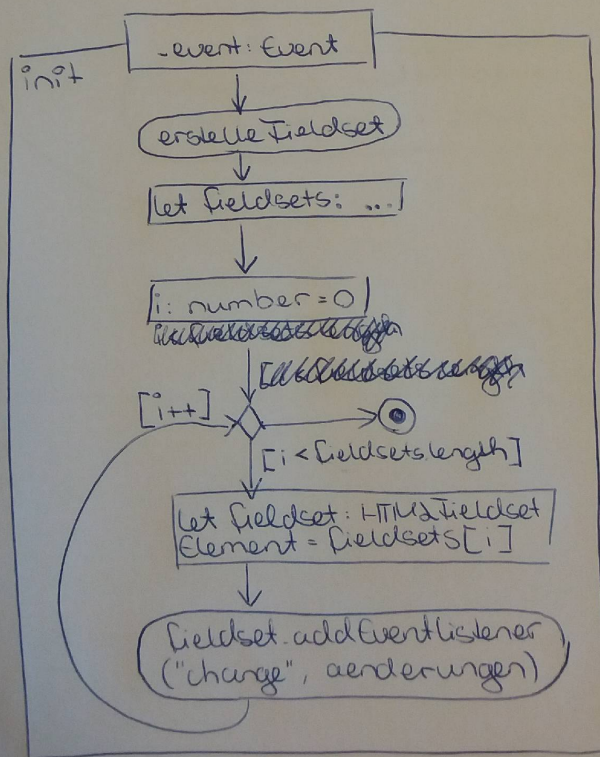 _event: Event
init
erstelle Fieldset
let fieldsets: ...
i: number = 0
[i++]
[i < fieldsets.length]
let fieldset: HTMLFieldset
Element = fieldsets[i]
fieldset.addEventListener
("change", aenderungen)